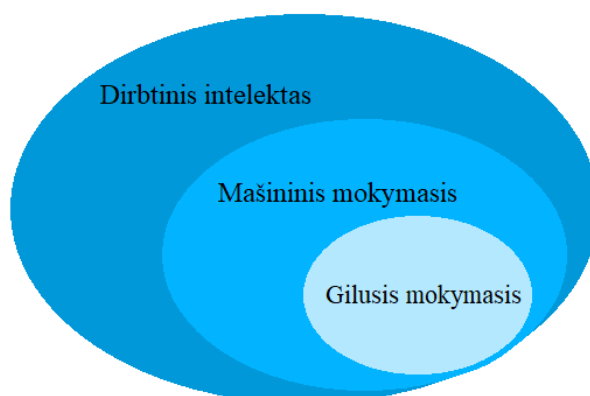 Dirbtinis intelektas
Mašininis mokymasis
Gilusis mokymasis